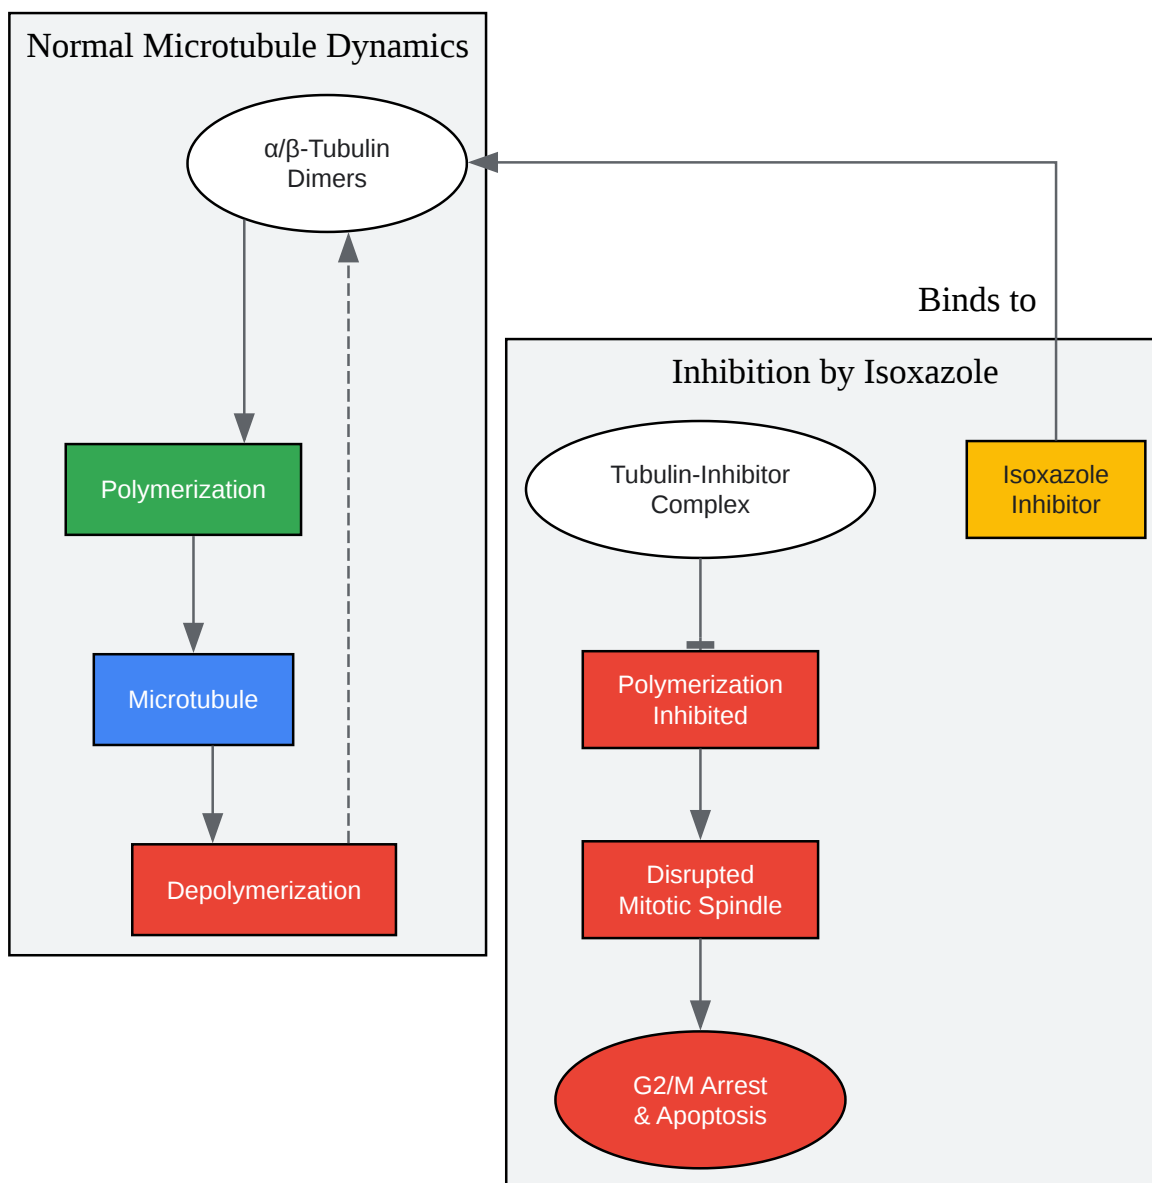 Normal Microtubule Dynamics
α/β-Tubulin
Dimers
Polymerization
Microtubule
Depolymerization
Binds to
Inhibition by Isoxazole
Tubulin-Inhibitor
Complex
Isoxazole
Inhibitor
Polymerization
Inhibited
Disrupted
Mitotic Spindle
G2/M Arrest
& Apoptosis